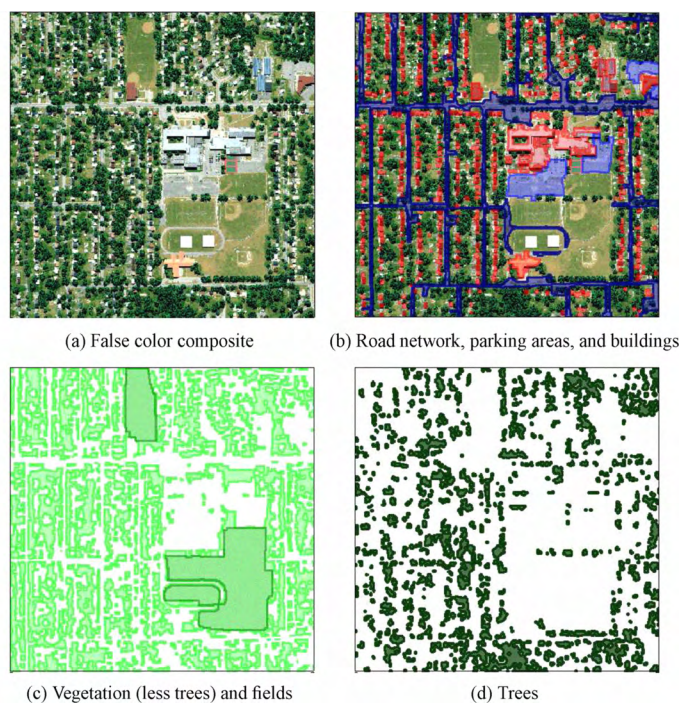 (a) False color composite
(b) Road network, parking areas, and buildings
(c) Vegetation (less trees) and fields
(d) Trees